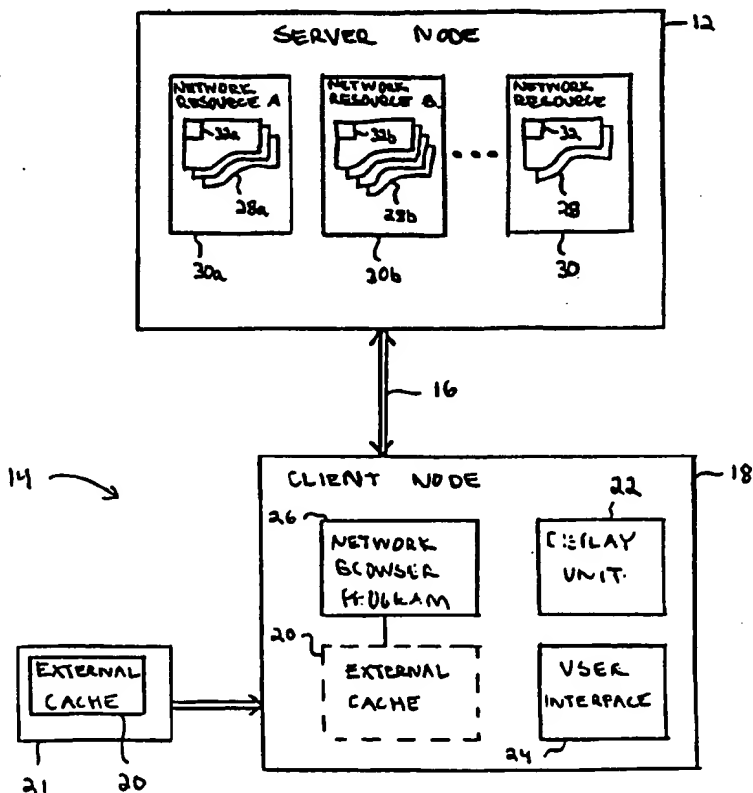 SERVER NODE
12
NETWORK
RESOURCE A
32a
28a
30a
NETWORK
RESOURCE B
32b
28b
30b
NETWORK
RESOURCE
32
28
30
16
14
CLIENT NODE
18
26
NETWORK
BROWSER
PROGRAM
22
DISPLAY
UNIT
20
EXTERNAL
CACHE
USER
INTERFACE
24
EXTERNAL
CACHE
21
20